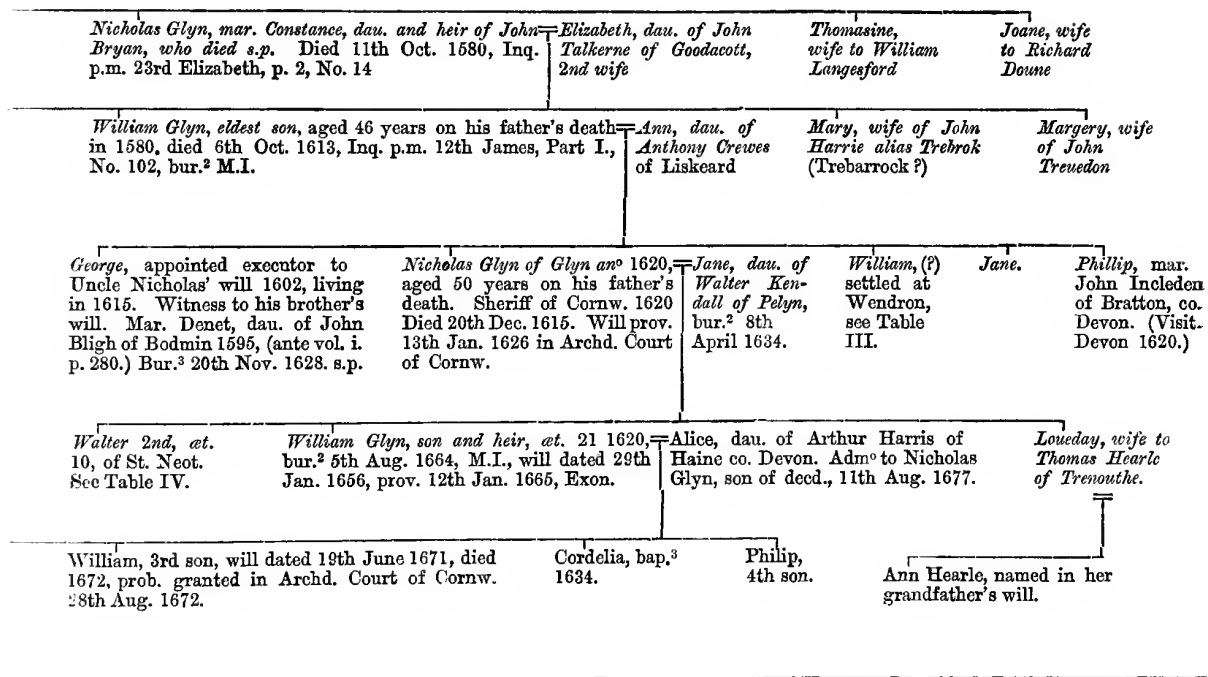 Nicholas Glyn, mar. Constance, dau. and heir of John
Bryan, who died s.p. Died 11th Oct. 1580, Inq.
p.m. 23rd Elizabeth, p. 2, No. 14
Elizabeth, dau. of John
Talkerne of Goodacott,
2nd wife
Thomasine,
wife to William
Langesford
Joane, wife
to Richard
Doune
William Glyn, eldest son, aged 46 years on his father's death
in 1580, died 6th Oct. 1613, Inq. p.m. 12th James, Part I.,
No. 102, bur.² M.I.
Ann, dau. of
Anthony Crewes
of Liskeard
Mary, wife of John
Harrie alias Trebrok
(Trebarrock ?)
Margery, wife
of John
Treuedon
George, appointed executor to
Uncle Nicholas' will 1602, living
in 1615. Witness to his brother's
will. Mar. Denet, dau. of John
Bligh of Bodmin 1595, (ante vol. i.
p. 280.) Bur.³ 20th Nov. 1628. s.p.
Nicholas Glyn of Glyn anº 1620,
aged 50 years on his father's
death. Sheriff of Cornw. 1620
Died 20th Dec. 1615. Will prov.
13th Jan. 1626 in Archd. Court
of Cornw.
Jane, dau. of
Walter Ken-
dall of Pelyn,
bur.² 8th
April 1634.
William, (?)
settled at
Wendron,
see Table
III.
Jane.
Phillip, mar.
John Incleden
of Bratton, co.
Devon. (Visit.
Devon 1620.)
Walter 2nd, æt.
10, of St. Neot.
See Table IV.
William Glyn, son and heir, æt. 21 1620,
bur.² 5th Aug. 1664, M.I., will dated 29th
Jan. 1656, prov. 12th Jan. 1665, Exon.
Alice, dau. of Arthur Harris of
Haine co. Devon. Admº to Nicholas
Glyn, son of decd., 11th Aug. 1677.
Loueday, wife to
Thomas Hearle
of Trenouthe.
William, 3rd son, will dated 19th June 1671, died
1672, prob. granted in Archd. Court of Cornw.
28th Aug. 1672.
Cordelia, bap.³
1634.
Philip,
4th son.
Ann Hearle, named in her
grandfather's will.